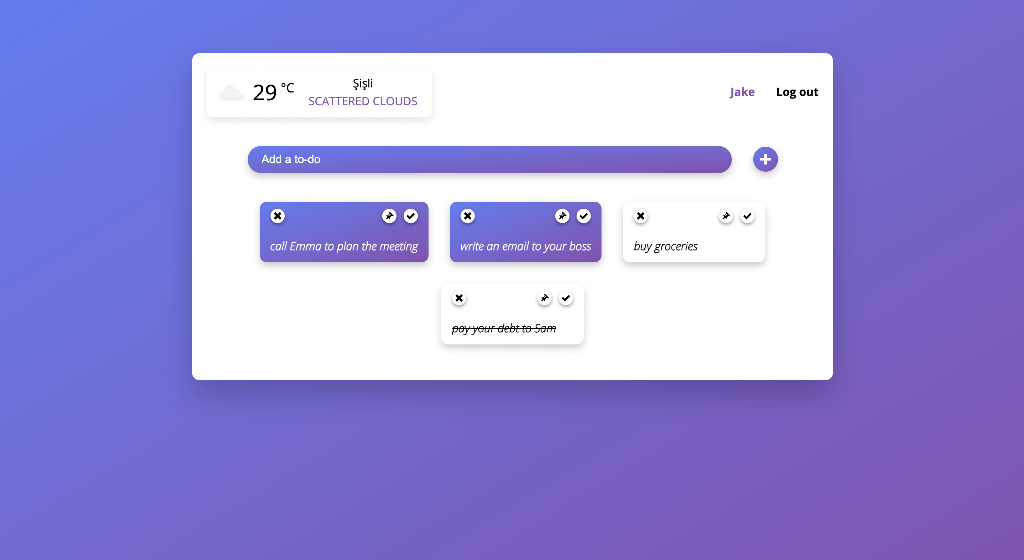 29 °C
Şişli
SCATTERED CLOUDS
Jake
Log out
Add a to-do
call Emma to plan the meeting
write an email to your boss
buy groceries
pay your debt to Sam